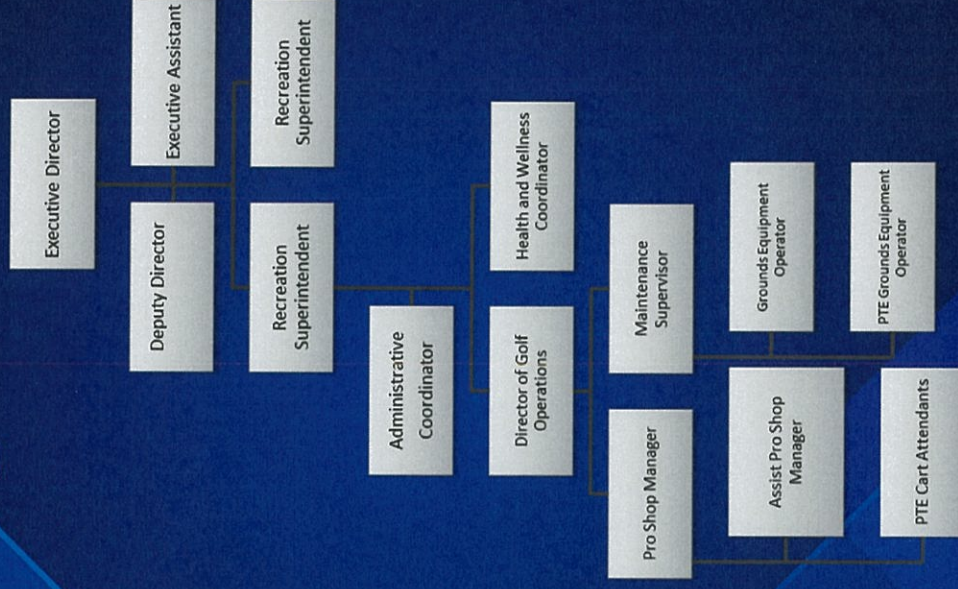 Executive Director
Deputy Director
Executive Assistant
Recreation
Superintendent
Recreation
Superintendent
Administrative
Coordinator
Director of Golf
Operations
Health and Wellness
Coordinator
Pro Shop Manager
Maintenance
Supervisor
Assist Pro Shop
Manager
Grounds Equipment
Operator
PTE Cart Attendants
PTE Grounds Equipment
Operator